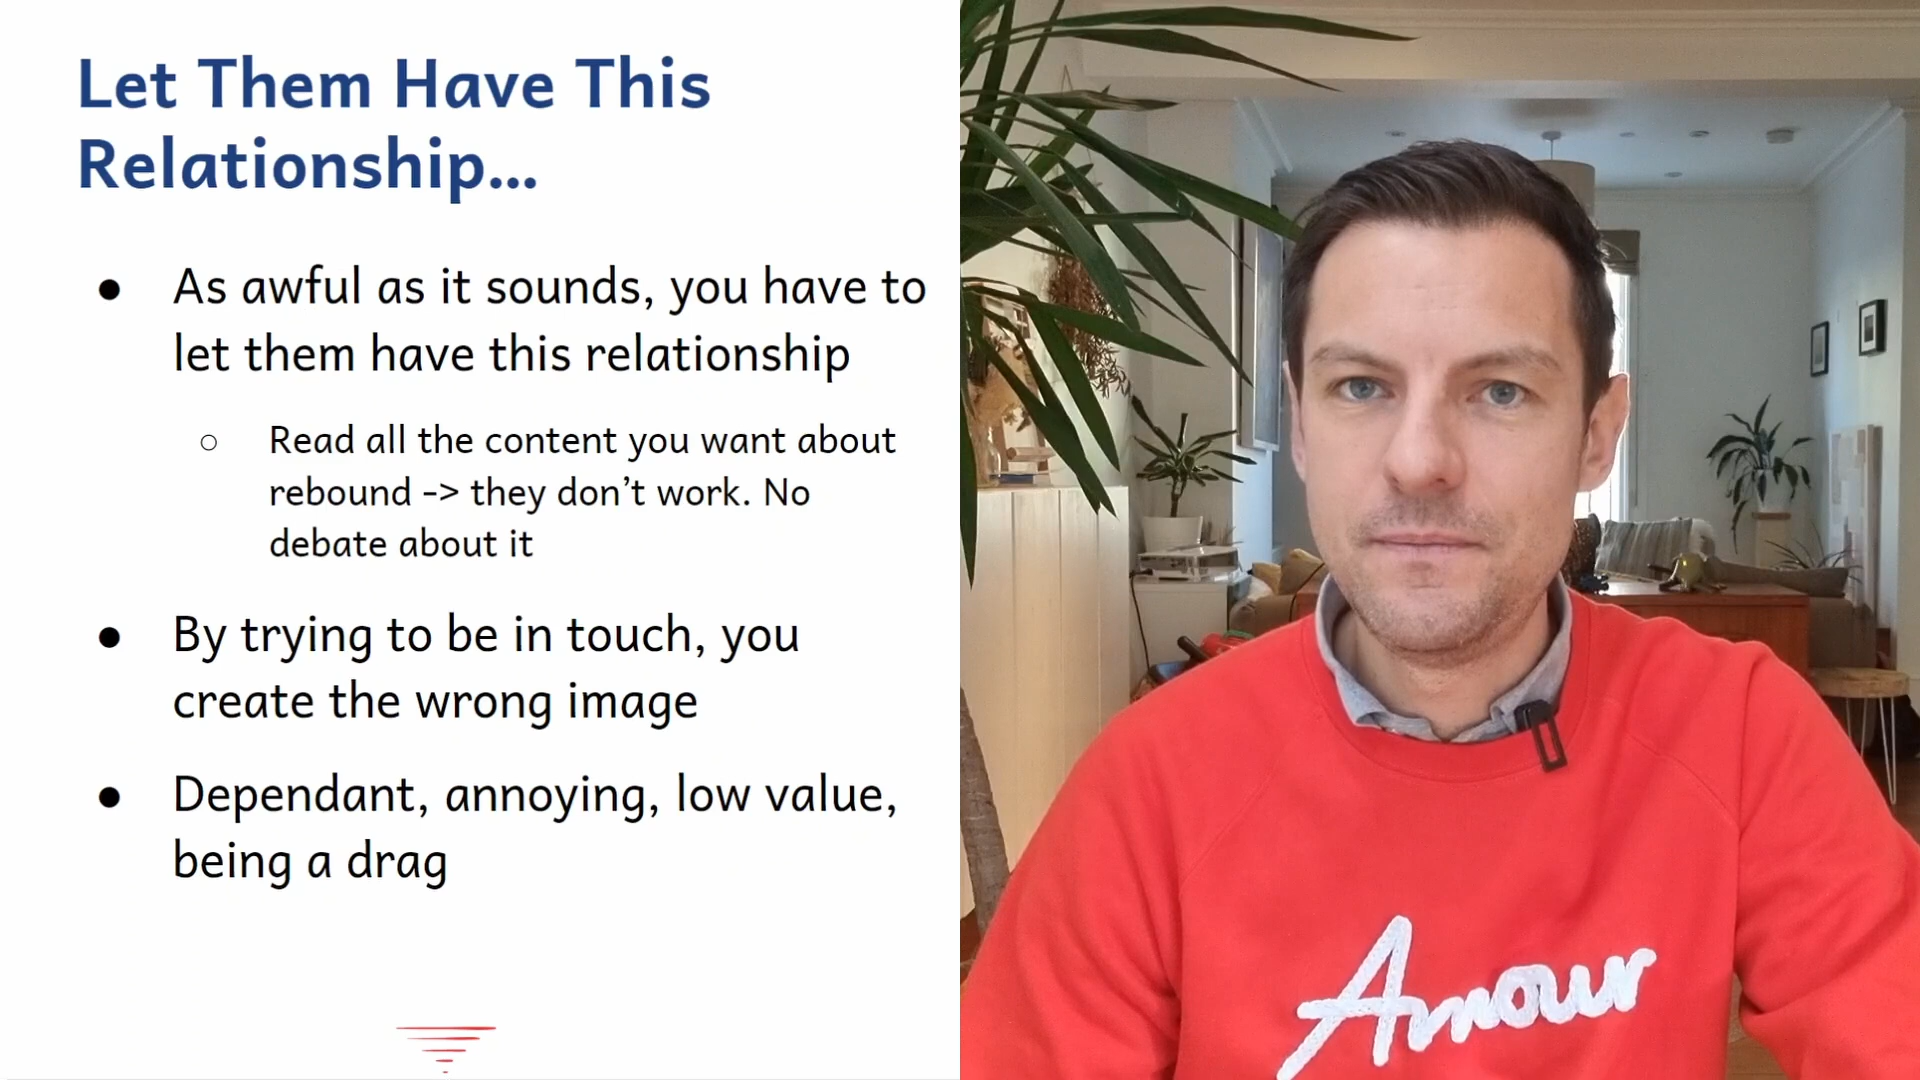 Let Them Have This
Relationship...
● As awful as it sounds, you have to
let them have this relationship
○ Read all the content you want about
rebound -> they don't work. No
debate about it
● By trying to be in touch, you
create the wrong image
● Dependant, annoying, low value,
being a drag
Amour